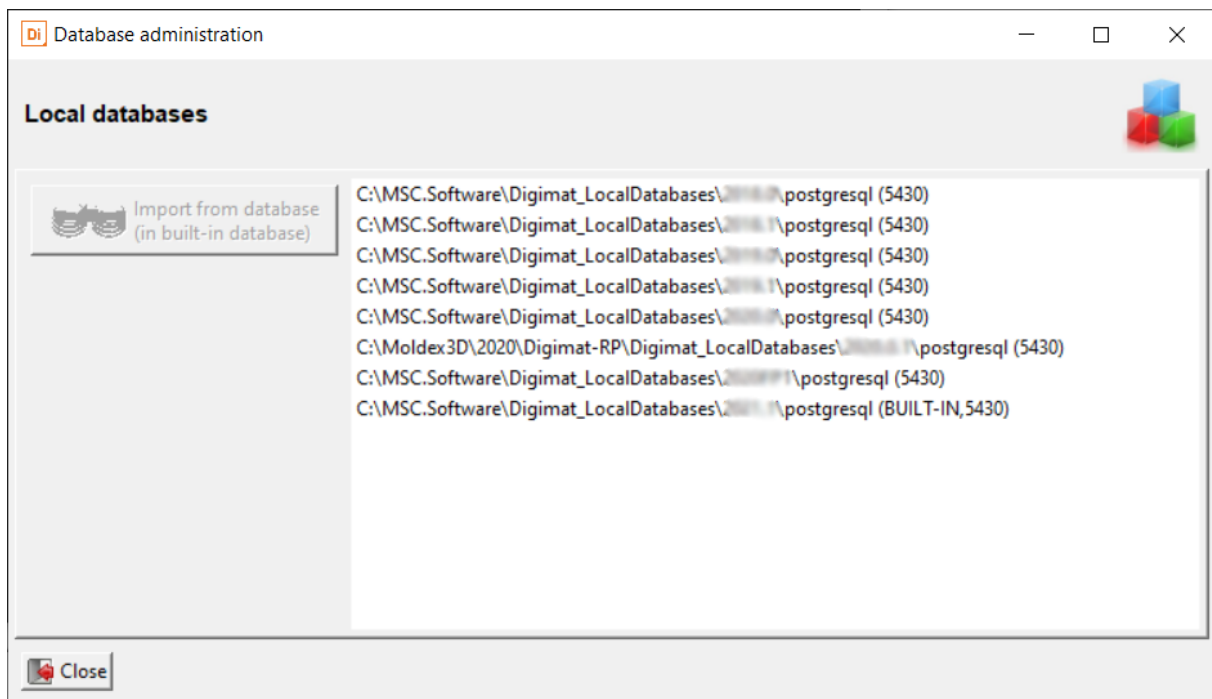 Di Database administration
Local databases
Import from database
(in built-in database)
C:\MSC.Software\Digimat_LocalDatabases\ \postgresql (5430)
C:\MSC.Software\Digimat_LocalDatabases\ \postgresql (5430)
C:\MSC.Software\Digimat_LocalDatabases\ \postgresql (5430)
C:\MSC.Software\Digimat_LocalDatabases\ \postgresql (5430)
C:\MSC.Software\Digimat_LocalDatabases\ \postgresql (5430)
C:\Moldex3D\2020\Digimat-RP\Digimat_LocalDatabases\ \postgresql (5430)
C:\MSC.Software\Digimat_LocalDatabases\ \postgresql (5430)
C:\MSC.Software\Digimat_LocalDatabases\ \postgresql (BUILT-IN,5430)
Close